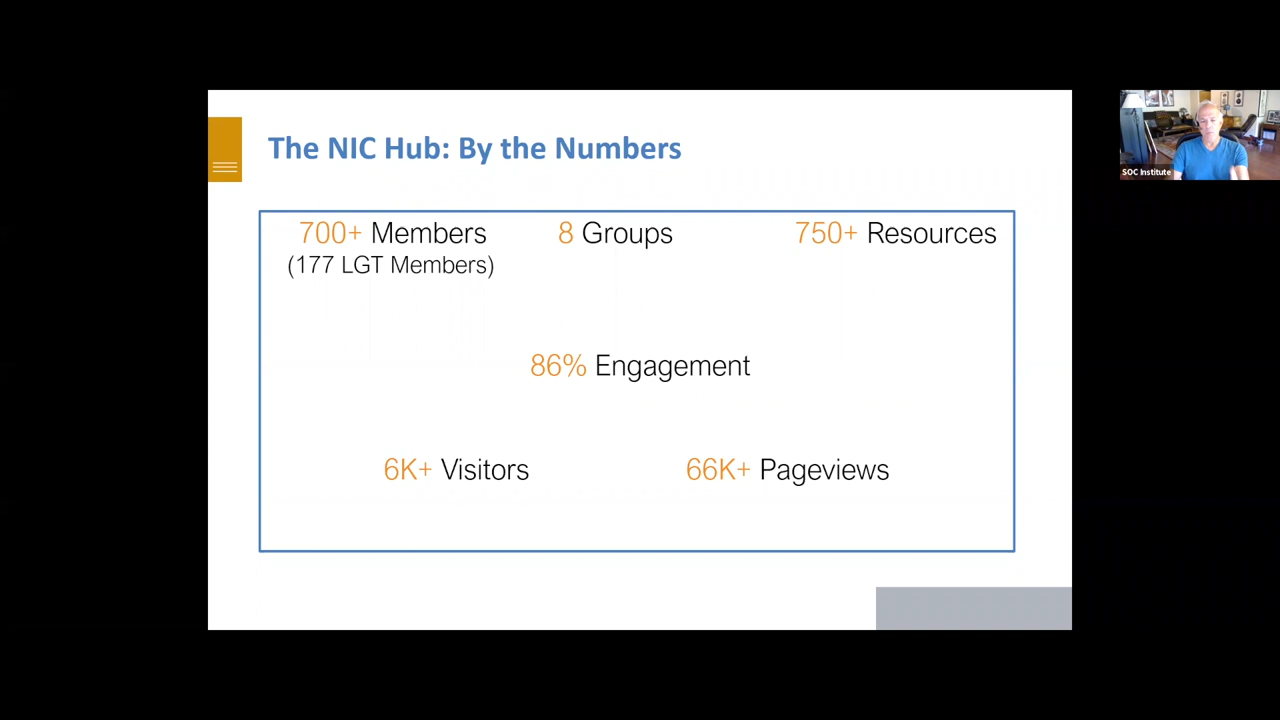 The NIC Hub: By the Numbers
700+ Members
8 Groups
750+ Resources
(177 LGT Members)
86% Engagement
6K+ Visitors
66K+ Pageviews
SOC Institute